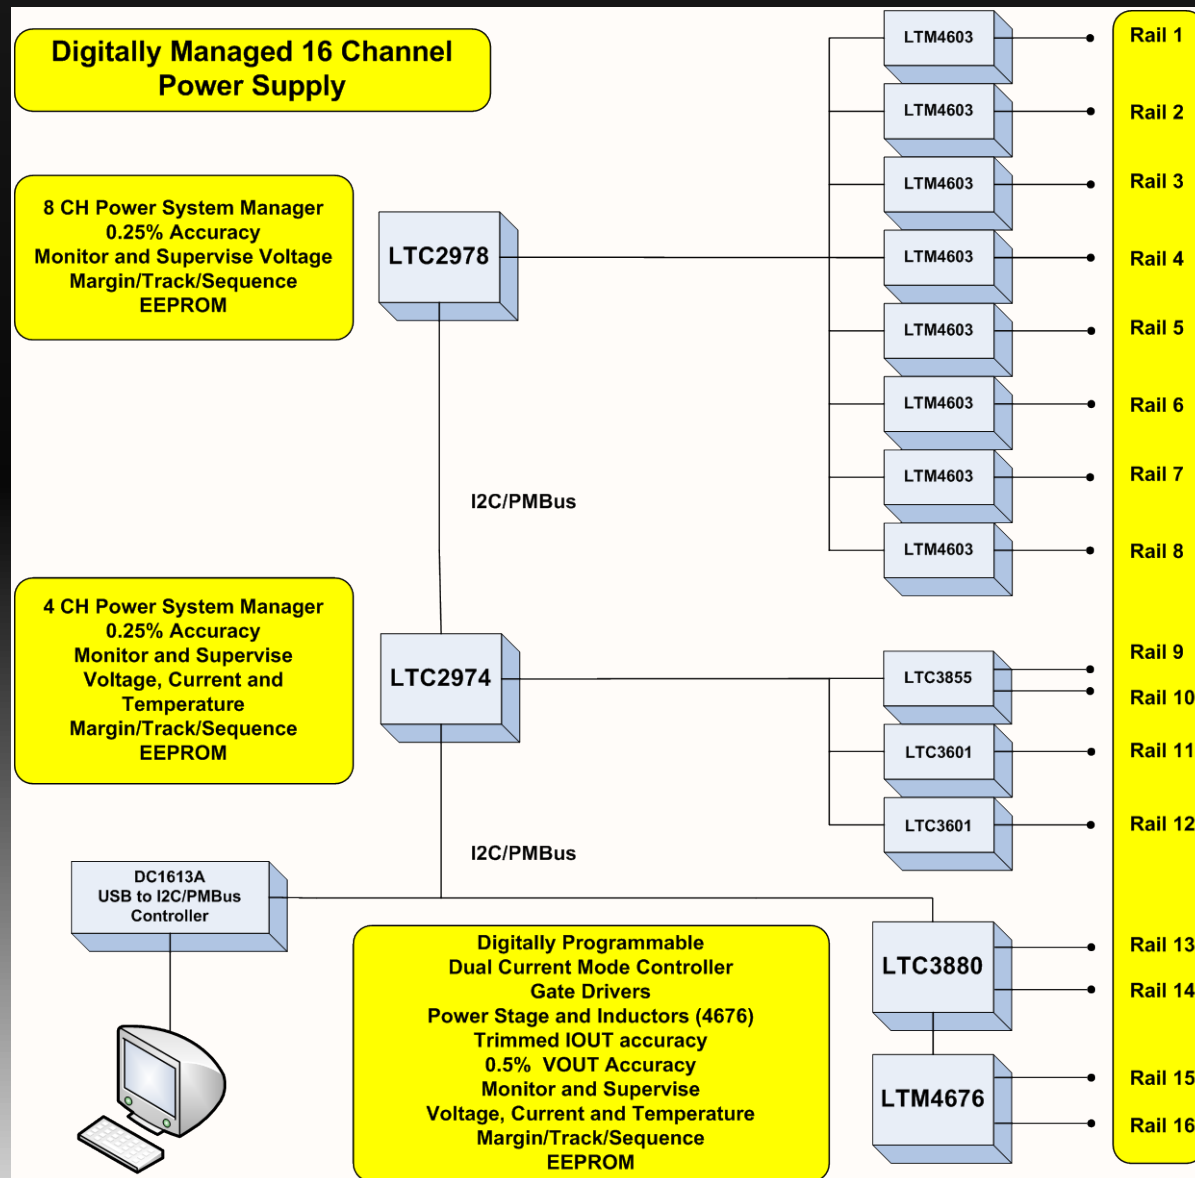 Digitally Managed 16 Channel
Power Supply
8 CH Power System Manager
0.25% Accuracy
Monitor and Supervise Voltage
Margin/Track/Sequence
EEPROM
LTC2978
I2C/PMBus
LTM4603
LTM4603
LTM4603
LTM4603
LTM4603
LTM4603
LTM4603
LTM4603
Rail 1
Rail 2
Rail 3
Rail 4
Rail 5
Rail 6
Rail 7
Rail 8
4 CH Power System Manager
0.25% Accuracy
Monitor and Supervise
Voltage, Current and
Temperature
Margin/Track/Sequence
EEPROM
LTC2974
I2C/PMBus
LTC3855
LTC3601
LTC3601
Rail 9
Rail 10
Rail 11
Rail 12
DC1613A
USB to I2C/PMBus
Controller
Digitally Programmable
Dual Current Mode Controller
Gate Drivers
Power Stage and Inductors (4676)
Trimmed IOUT accuracy
0.5% VOUT Accuracy
Monitor and Supervise
Voltage, Current and Temperature
Margin/Track/Sequence
EEPROM
LTC3880
LTM4676
Rail 13
Rail 14
Rail 15
Rail 16